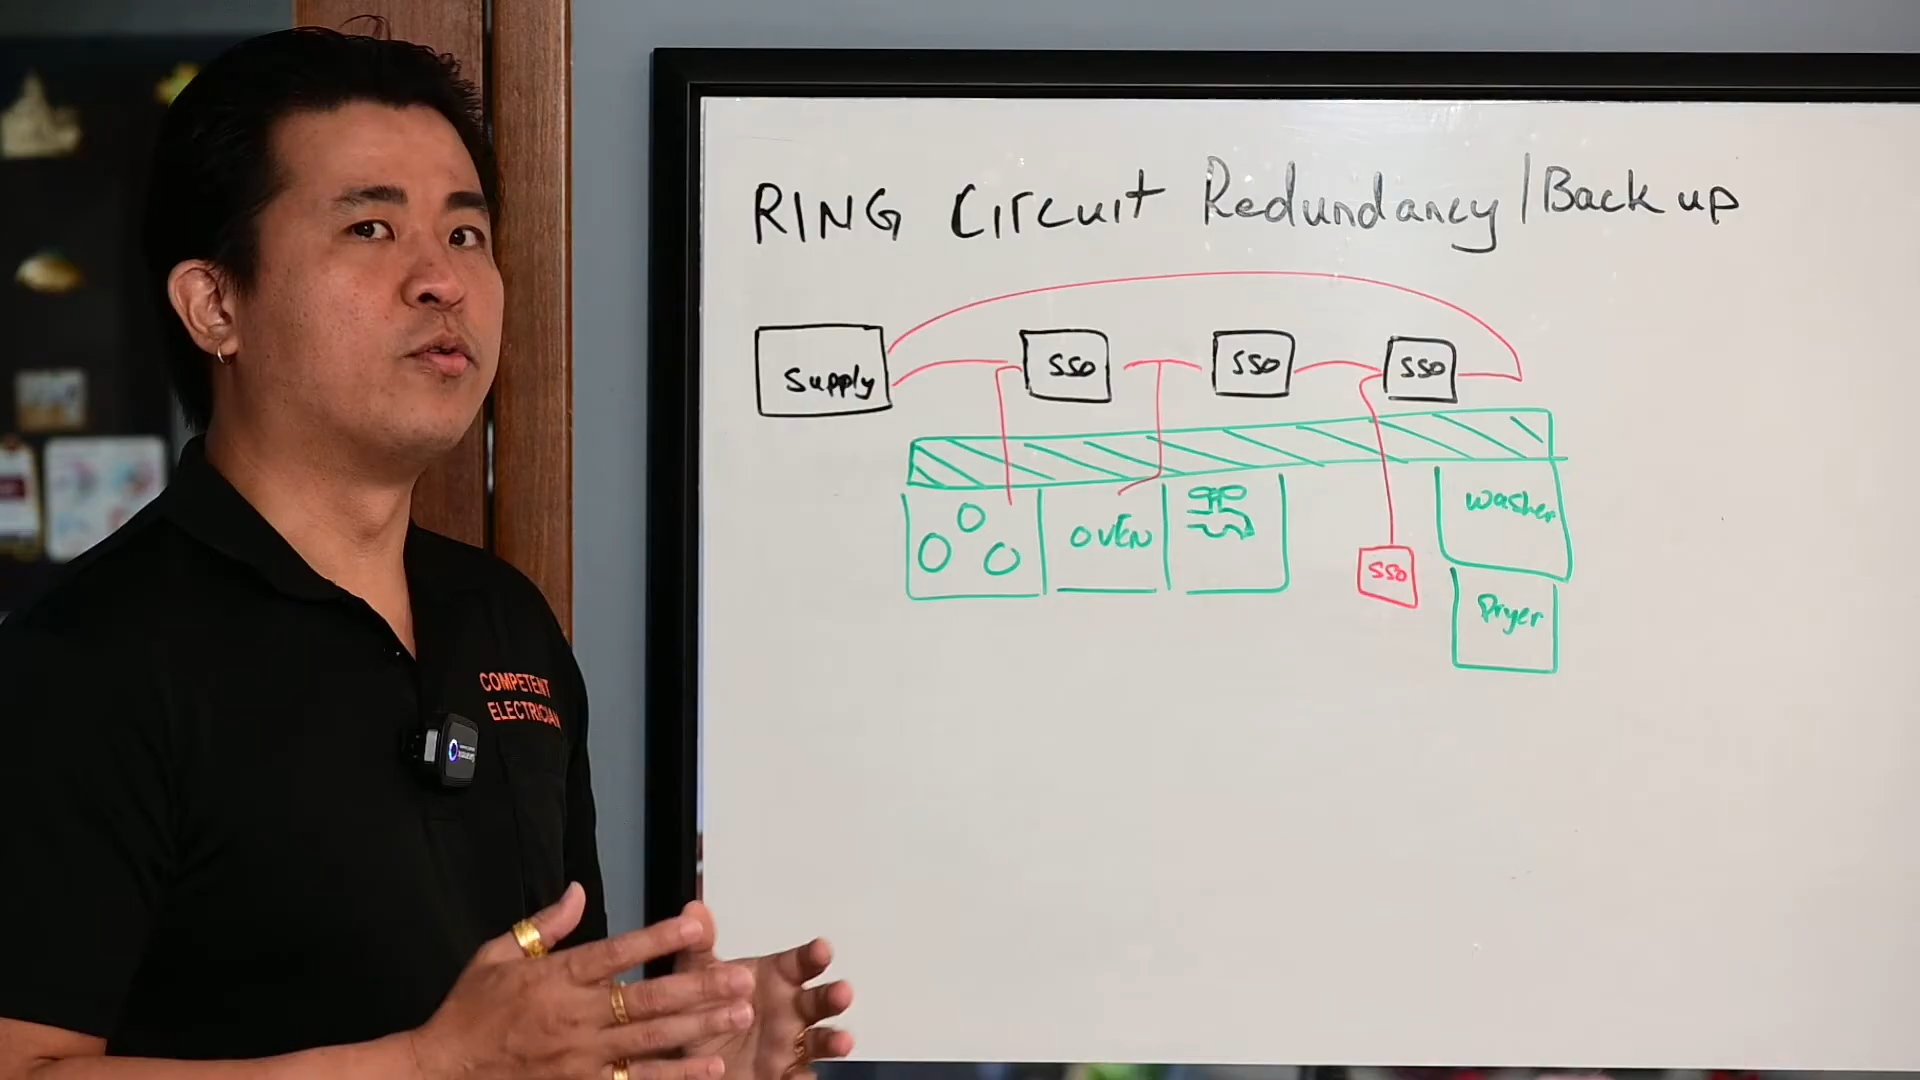 RING Circuit Redundancy/Back up
Supply
SSO
SSO
SSO
OVEN
Washer
SSO
Dryer
COMPETENT
ELECTRICIAN